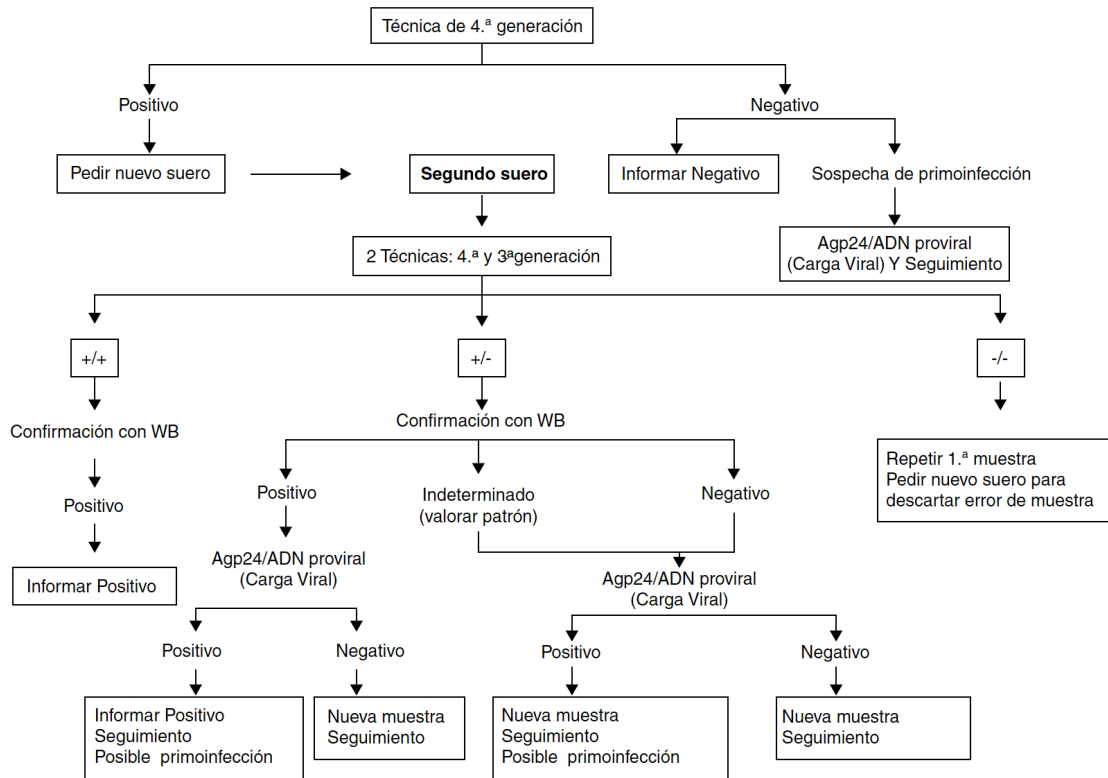 Técnica de 4.ª generación
Positivo
Negativo
Pedir nuevo suero
Segundo suero
Informar Negativo
Sospecha de primoinfección
2 Técnicas: 4.ª y 3ªgeneración
Agp24/ADN proviral
(Carga Viral) Y Seguimiento
+/+
+/-
-/-
Confirmación con WB
Confirmación con WB
Repetir 1.ª muestra
Pedir nuevo suero para
descartar error de muestra
Positivo
Positivo
Indeterminado
(valorar patrón)
Negativo
Informar Positivo
Agp24/ADN proviral
(Carga Viral)
Agp24/ADN proviral
(Carga Viral)
Positivo
Negativo
Positivo
Negativo
Informar Positivo
Seguimiento
Posible primoinfección
Nueva muestra
Seguimiento
Nueva muestra
Seguimiento
Posible primoinfección
Nueva muestra
Seguimiento